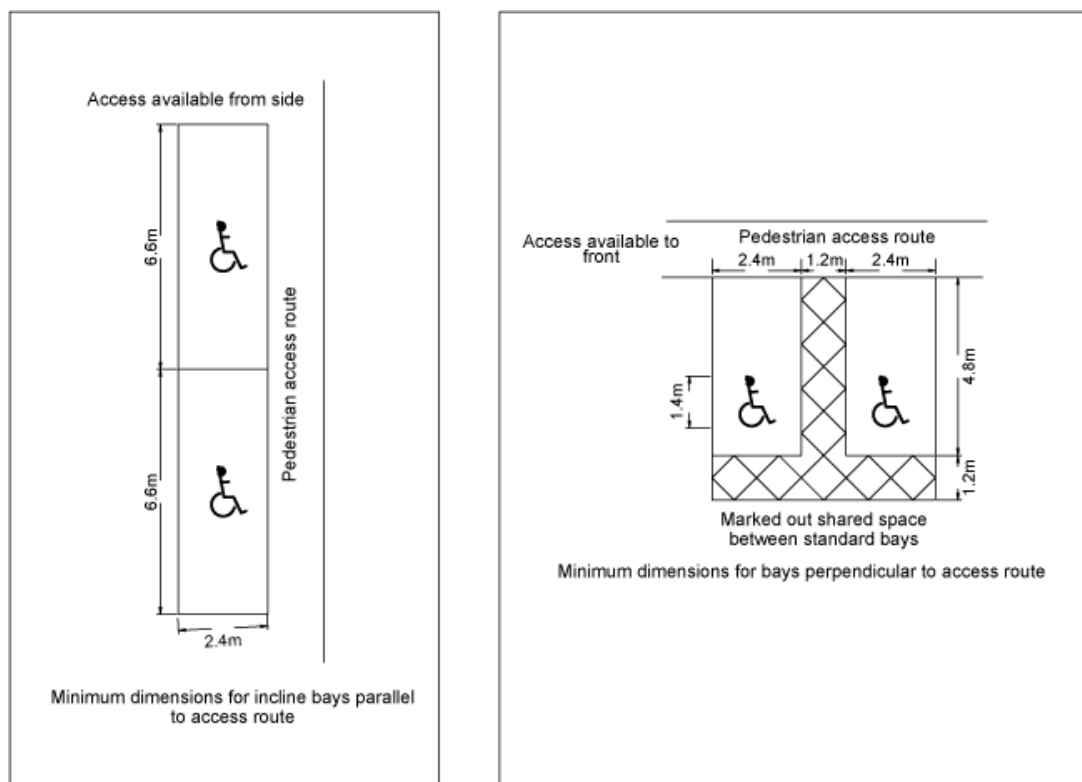 Access available from side
6.6m
Pedestrian access route
6.6m
2.4m
Minimum dimensions for incline bays parallel
to access route
Pedestrian access route
Access available to
front
2.4m
1.2m
2.4m
4.8m
1.4m
1.2m
Marked out shared space
between standard bays
Minimum dimensions for bays perpendicular to access route